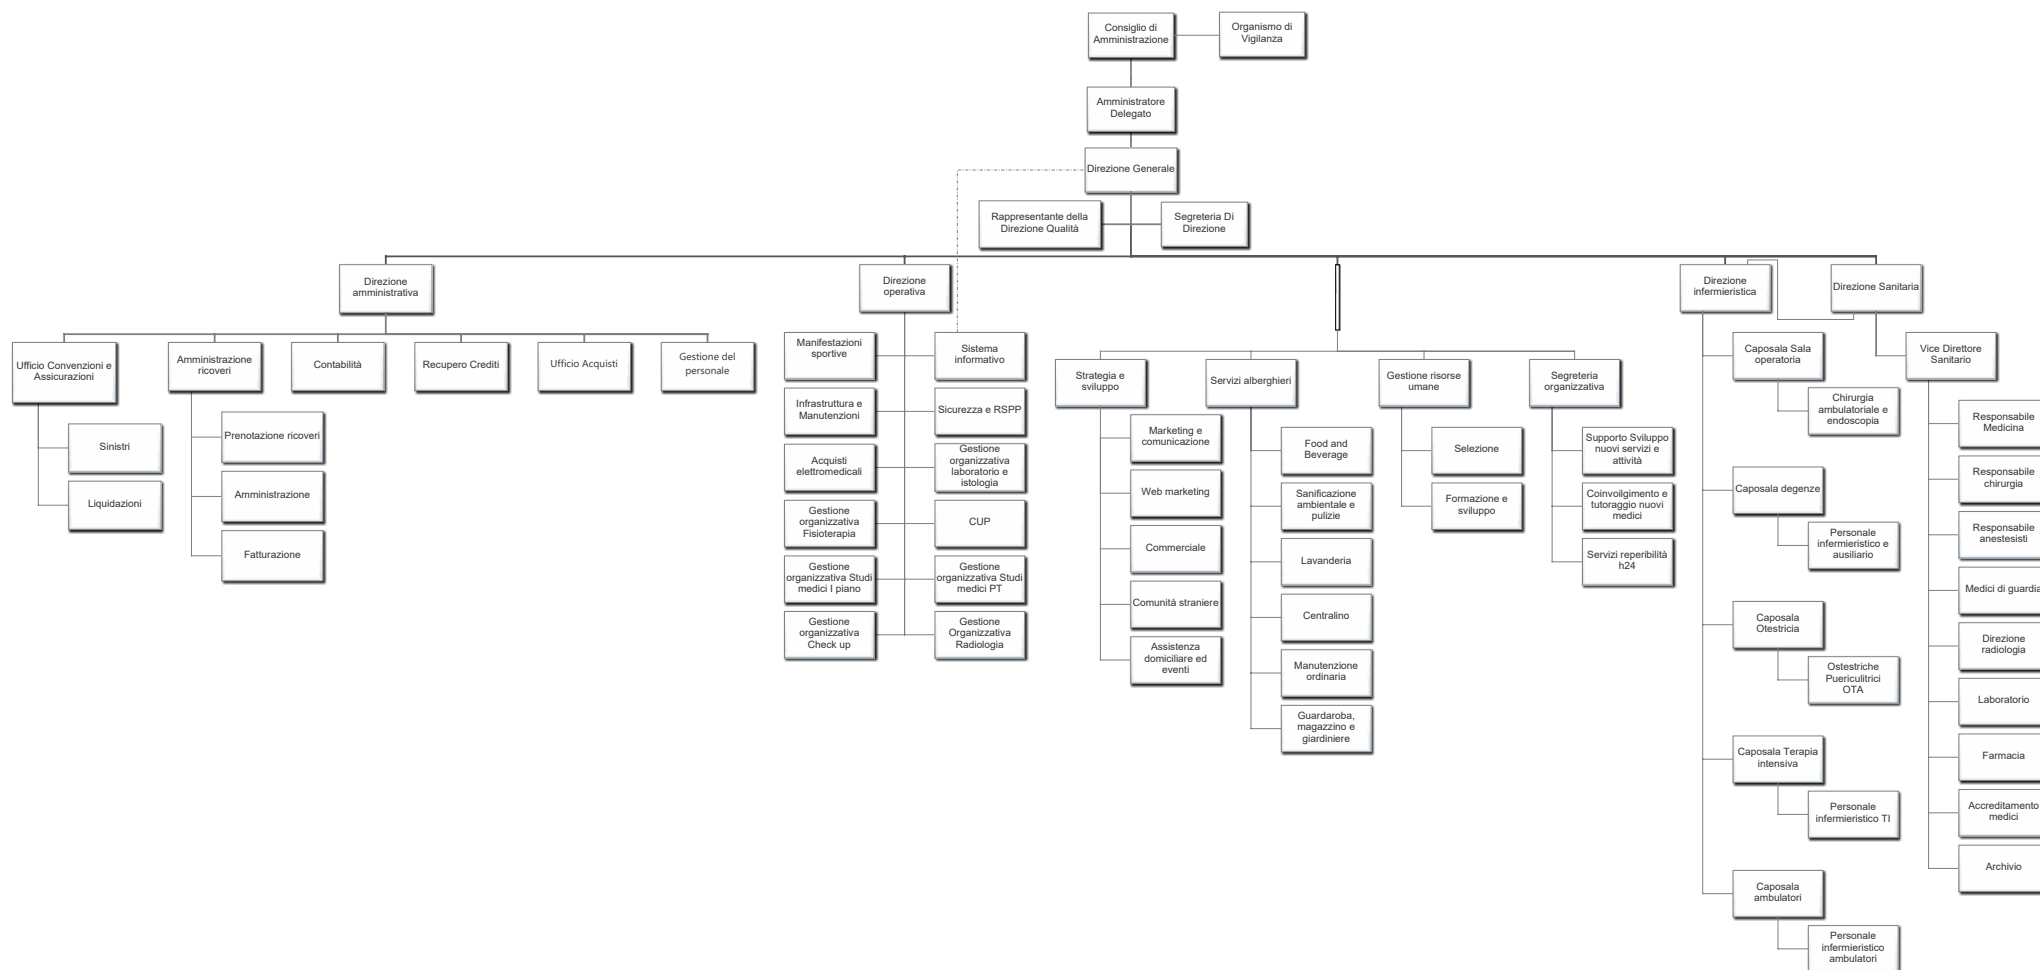 Consiglio di
Amministrazione
Organismo di
Vigilanza
Amministratore
Delegato
Direzione Generale
Rappresentante della
Direzione Qualità
Segreteria Di
Direzione
Direzione
amministrativa
Direzione
operativa
Direzione
infermieristica
Direzione Sanitaria
Ufficio Convenzioni e
Assicurazioni
Amministrazione
ricoveri
Contabilità
Recupero Crediti
Ufficio Acquisti
Gestione del
personale
Sinistri
Liquidazioni
Prenotazione ricoveri
Amministrazione
Fatturazione
Manifestazioni
sportive
Sistema
informativo
Infrastruttura e
Manutenzioni
Sicurezza e RSPP
Acquisti
elettromedicali
Gestione
organizzativa
laboratorio e
istologia
Gestione
organizzativa
Fisioterapia
CUP
Gestione
organizzativa Studi
medici I piano
Gestione
organizzativa Studi
medici PT
Gestione
organizzativa
Check up
Gestione
Organizzativa
Radiologia
Strategia e
sviluppo
Servizi alberghieri
Gestione risorse
umane
Segreteria
organizzativa
Marketing e
comunicazione
Web marketing
Commerciale
Comunità straniere
Assistenza
domiciliare ed
eventi
Food and
Beverage
Sanificazione
ambientale e
pulizie
Lavanderia
Centralino
Manutenzione
ordinaria
Guardaroba,
magazzino e
giardiniere
Selezione
Formazione e
sviluppo
Supporto Sviluppo
nuovi servizi e
attività
Coinvoilgimento e
tutoraggio nuovi
medici
Servizi reperibilità
h24
Caposala Sala
operatoria
Chirurgia
ambulatoriale e
endoscopia
Caposala degenze
Personale
infermieristico e
ausiliario
Caposala
Otestricia
Ostestriche
Puericulitrici
OTA
Caposala Terapia
intensiva
Personale
infermieristico TI
Caposala
ambulatori
Personale
infermieristico
ambulatori
Vice Direttore
Sanitario
Responsabile
Medicina
Responsabile
chirurgia
Responsabile
anestesisti
Medici di guardia
Direzione
radiologia
Laboratorio
Farmacia
Accreditamento
medici
Archivio